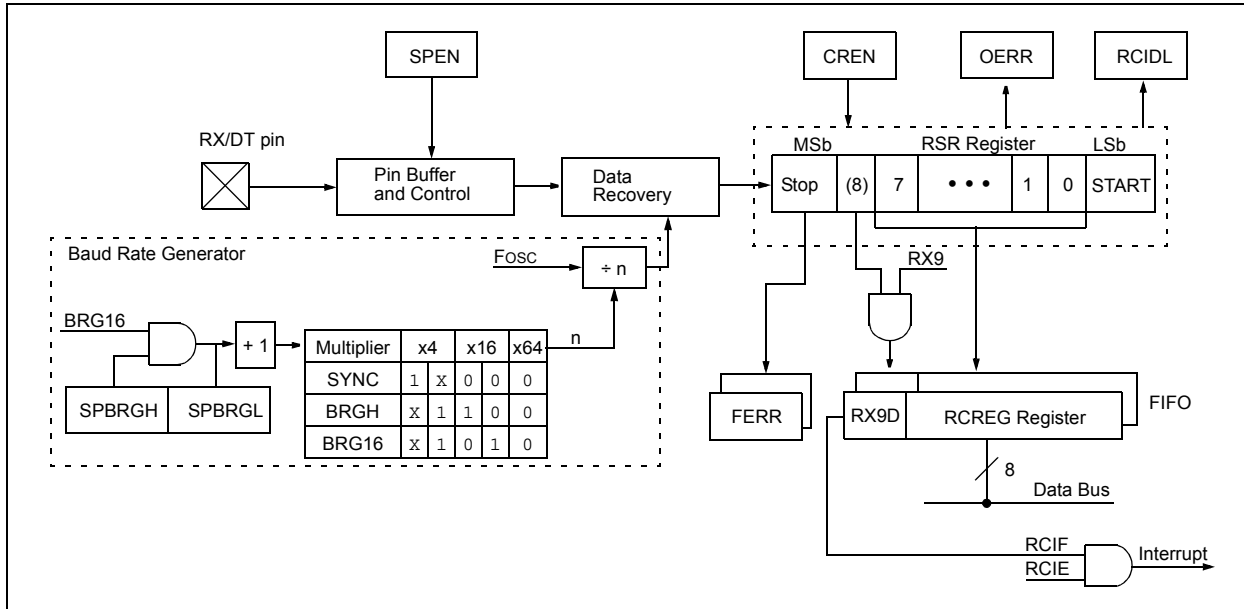 SPEN
CREN
OERR
RCIDL
RX/DT pin
MSb
RSR Register
LSb
Pin Buffer
and Control
Data
Recovery
Stop (8) 7 • • • 1 0 START
Baud Rate Generator
FOSC
÷ n
RX9
BRG16
+ 1
n
Multiplier x4 x16 x64
SYNC 1 X 0 0 0
BRGH X 1 1 0 0
BRG16 X 1 0 1 0
SPBRGH SPBRGL
FERR
RX9D
RCREG Register
FIFO
8
Data Bus
RCIF
RCIE
Interrupt